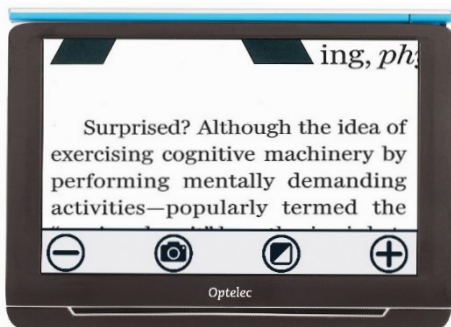 ing, ph
Surprised? Although the idea of
exercising cognitive machinery by
performing mentally demanding
activities—popularly termed the
Optelec